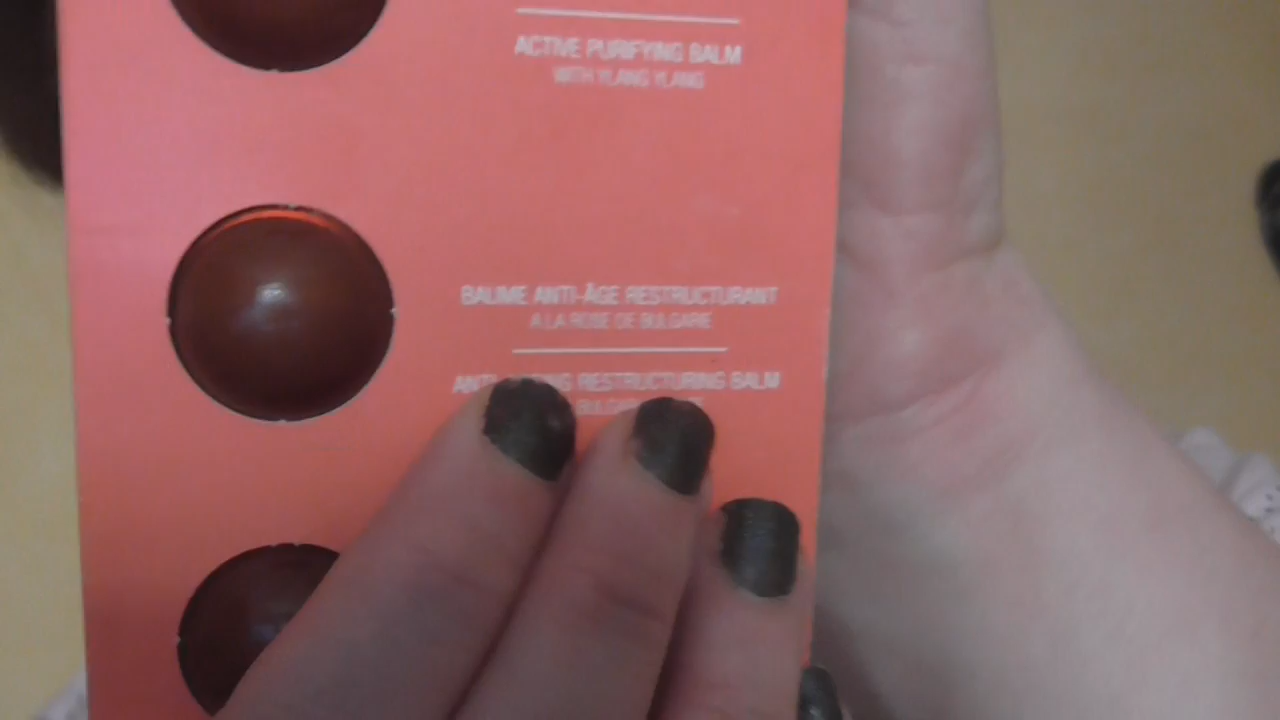 ACTIVE PURIFYING BALM
WITH YLANG YLANG
BAUME ANTI-ÂGE RESTRUCTURANT
A LA ROSE DE BULGARIE
RESTRUCTURING BALM